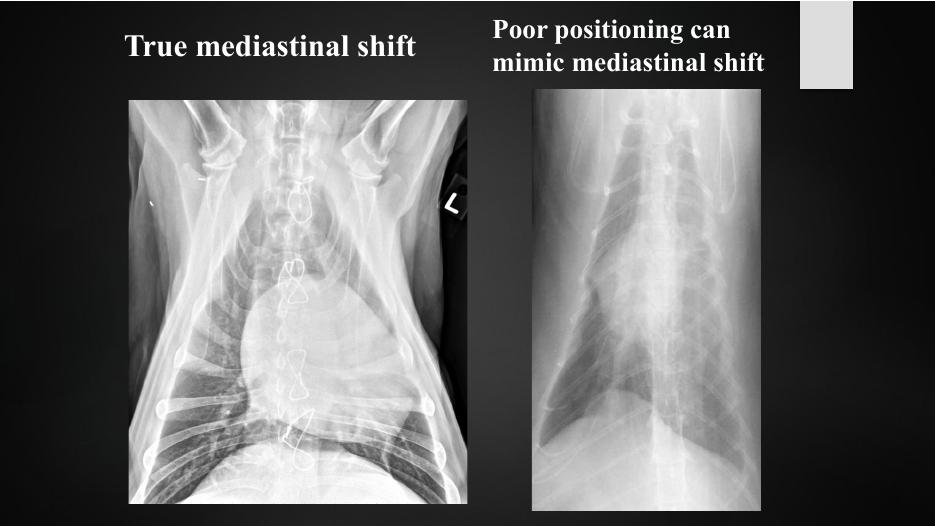 True mediastinal shift
Poor positioning can
mimic mediastinal shift
L